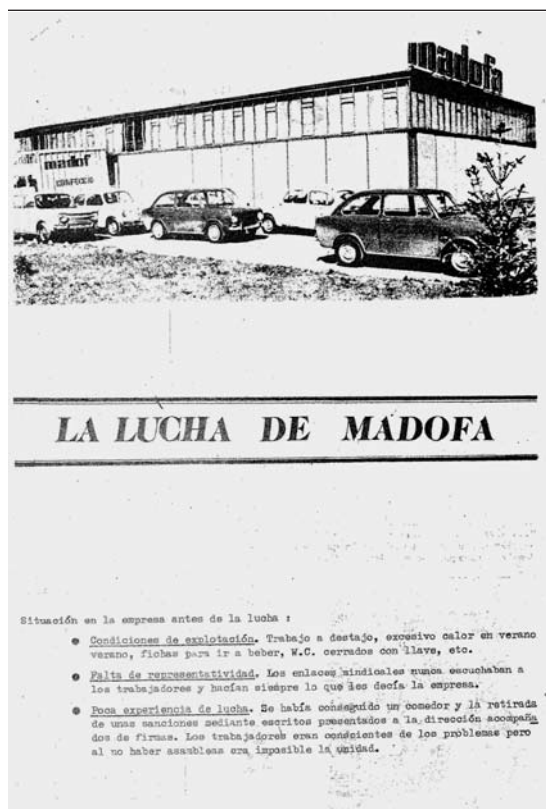 madofa
madof
LA LUCHA DE MADOFA
Situación en la empresa antes de la lucha :
Condiciones de explotación. Trabajo a destajo, excesivo calor en verano
verano, fichas para ir a beber, W.C. cerrados con llave, etc.
Falta de representatividad. Los enlaces sindicales nunca escuchaban a
los trabajadores y hacían siempre lo que les decía la empresa.
Poca experiencia de lucha. Se había conseguido un comedor y la retirada
de unas sanciones mediante escritos presentados a la dirección acompaña
dos de firmas. Los trabajadores eran conscientes de los problemas pero
al no haber asambleas era imposible la unidad.